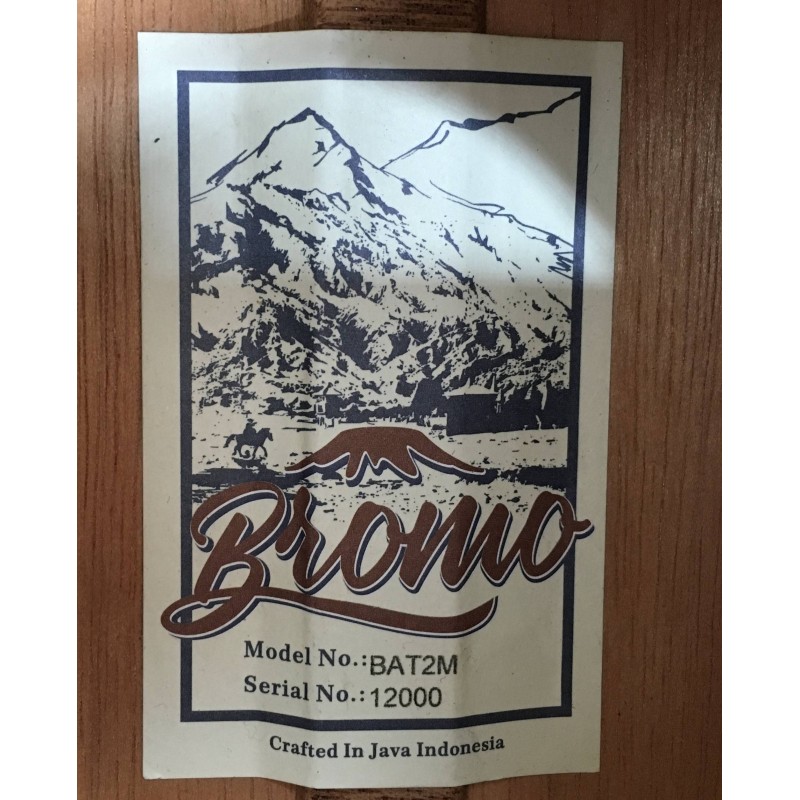 Bromo
Model No.:BAT2M
Serial No.:12000
Crafted In Java Indonesia